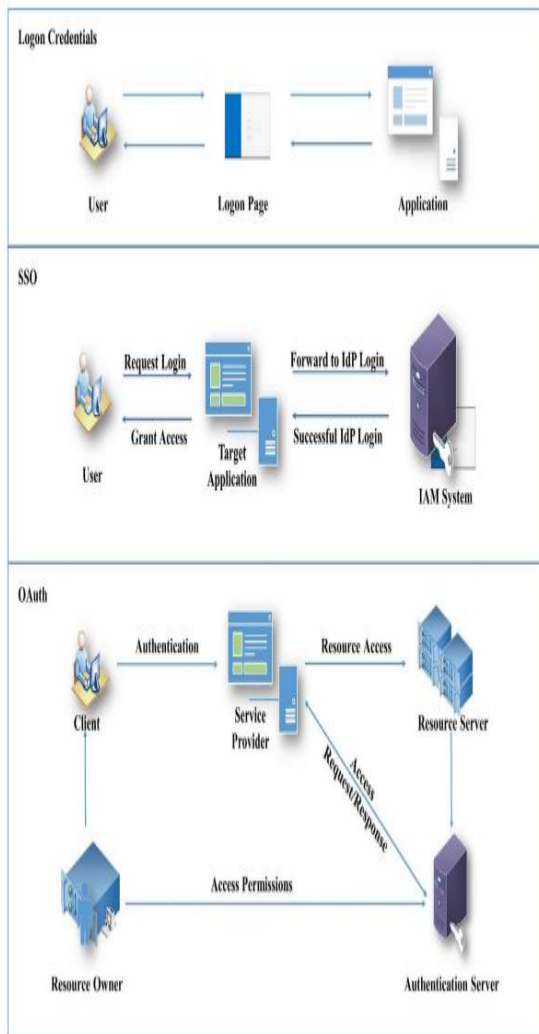 Logon Credentials
User
Logon Page
Application
SSO
Request Login
Forward to IdP Login
Grant Access
Successful IdP Login
User
Target
Application
IAM System
OAuth
Authentication
Resource Access
Client
Service
Provider
Resource Server
Access
Request/Response
Access Permissions
Resource Owner
Authentication Server